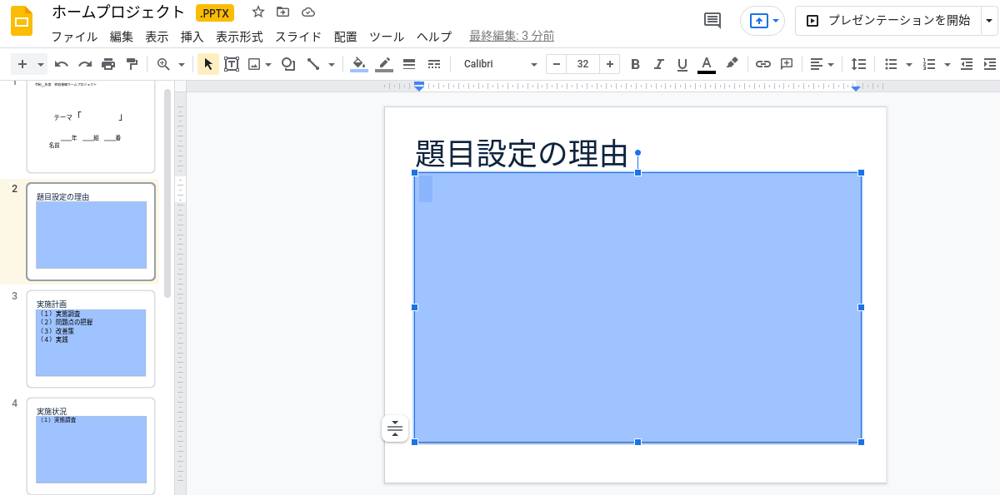 ホームプロジェクト .PPTX
ファイル 編集 表示 挿入 表示形式 スライド 配置 ツール ヘルプ 最終編集: 3 分前
プレゼンテーションを開始
Calibri 32 B I U A
1
テーマ「 」
___年 ___組 ___番
名前
2
題目設定の理由
3
実施計画
（1）実態調査
（2）問題点の把握
（3）改善策
（4）実践
4
実施状況
（1）実態調査
題目設定の理由